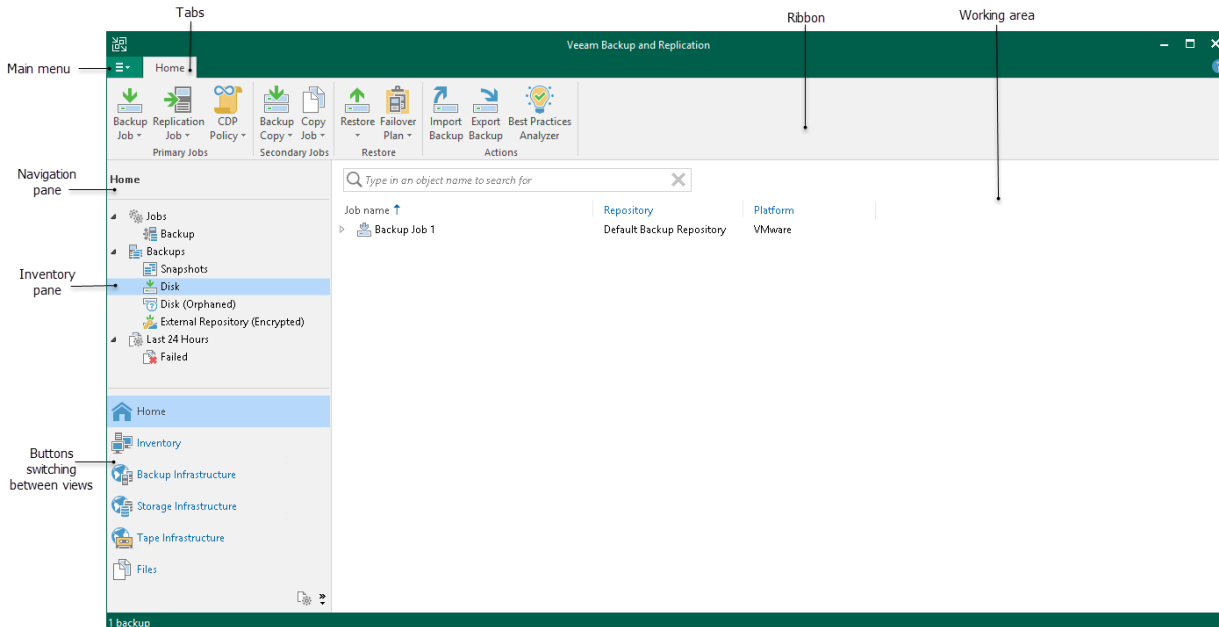 Tabs
Ribbon
Working area
Veeam Backup and Replication
Main menu
Home
Backup Job
Replication Job
CDP Policy
Backup Copy
Copy Job
Restore
Failover Plan
Import Backup
Export Backup
Best Practices Analyzer
Primary Jobs
Secondary Jobs
Restore
Actions
Navigation
pane
Home
Type in an object name to search for
Job name
Repository
Platform
Backup Job 1
Default Backup Repository
VMware
Jobs
Backup
Backups
Snapshots
Inventory
pane
Disk
Disk (Orphaned)
External Repository (Encrypted)
Last 24 Hours
Failed
Home
Inventory
Buttons
switching
between views
Backup Infrastructure
Storage Infrastructure
Tape Infrastructure
Files
1 backup